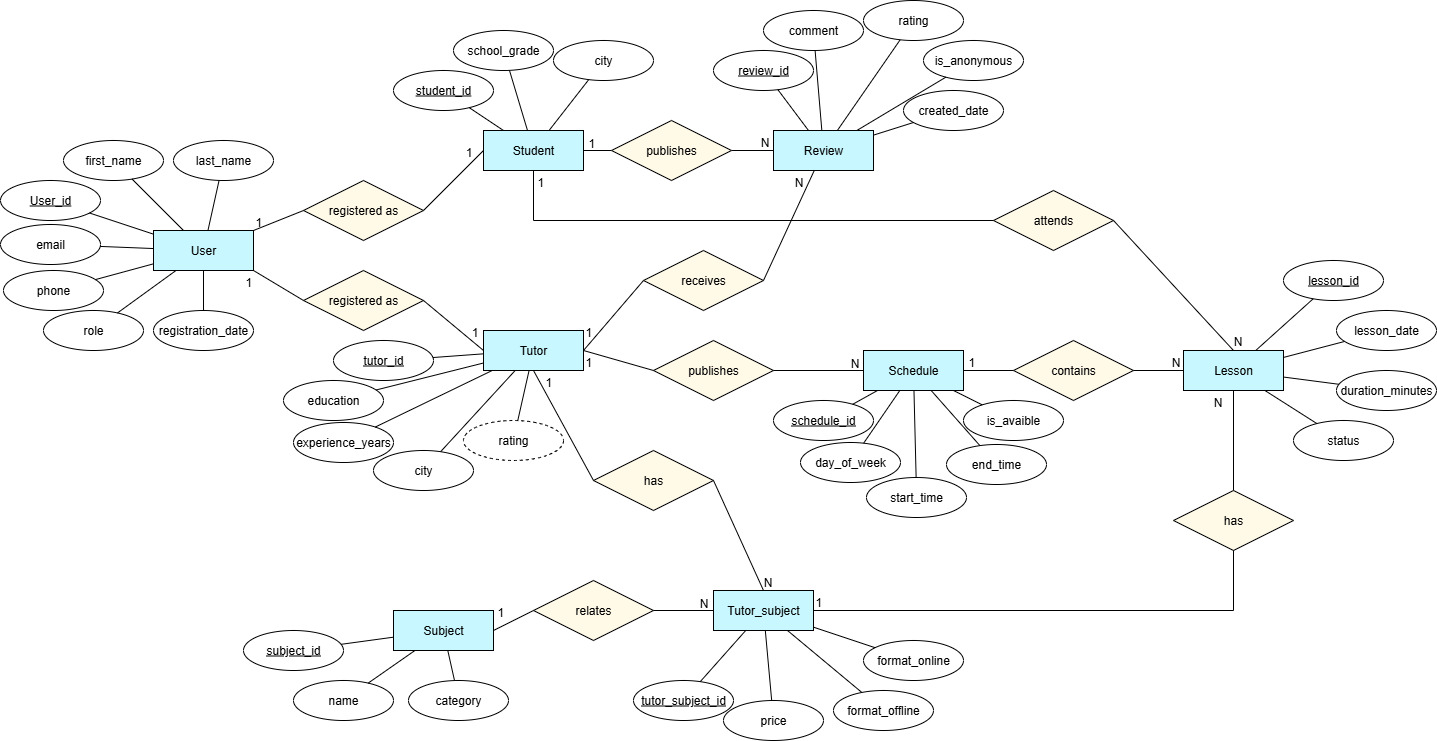 rating
comment
school_grade
city
is_anonymous
review_id
student_id
created_date
1
1
N
Student
publishes
Review
first_name
last_name
1
N
User_id
registered as
attends
1
email
User
1
registered as
receives
lesson_id
phone
role
registration_date
1
1
N
lesson_date
tutor_id
Tutor
1
publishes
N
Schedule
1
contains
N
Lesson
education
1
N
duration_minutes
experience_years
rating
schedule_id
is_avaible
status
city
day_of_week
end_time
has
start_time
has
N
1
relates
N
Tutor_subject
1
Subject
subject_id
format_online
name
category
tutor_subject_id
format_offline
price